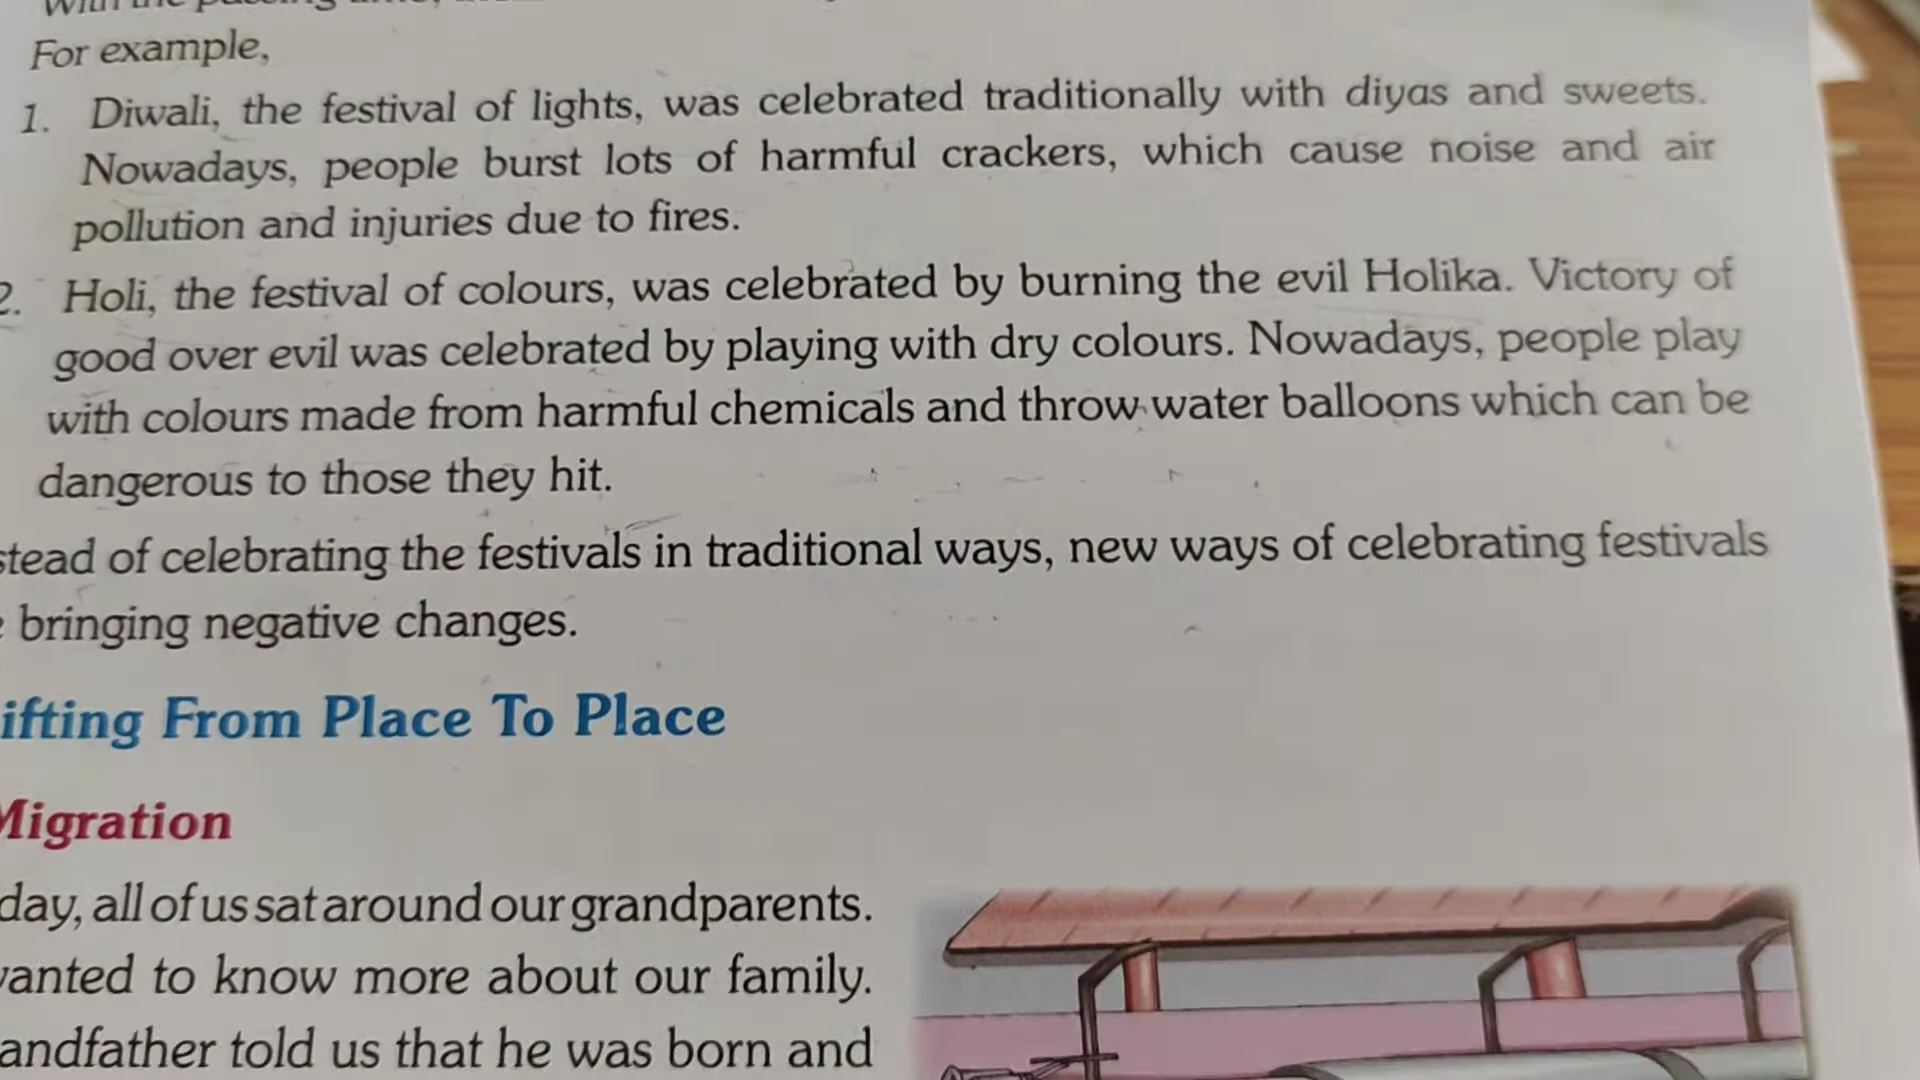 For example,
1. Diwali, the festival of lights, was celebrated traditionally with diyas and sweets.
Nowadays, people burst lots of harmful crackers, which cause noise and air
pollution and injuries due to fires.
2. Holi, the festival of colours, was celebrated by burning the evil Holika. Victory of
good over evil was celebrated by playing with dry colours. Nowadays, people play
with colours made from harmful chemicals and throw water balloons which can be
dangerous to those they hit.
stead of celebrating the festivals in traditional ways, new ways of celebrating festivals
bringing negative changes.
ifting From Place To Place
Migration
day, all of us sat around our grandparents.
anted to know more about our family.
andfather told us that he was born and